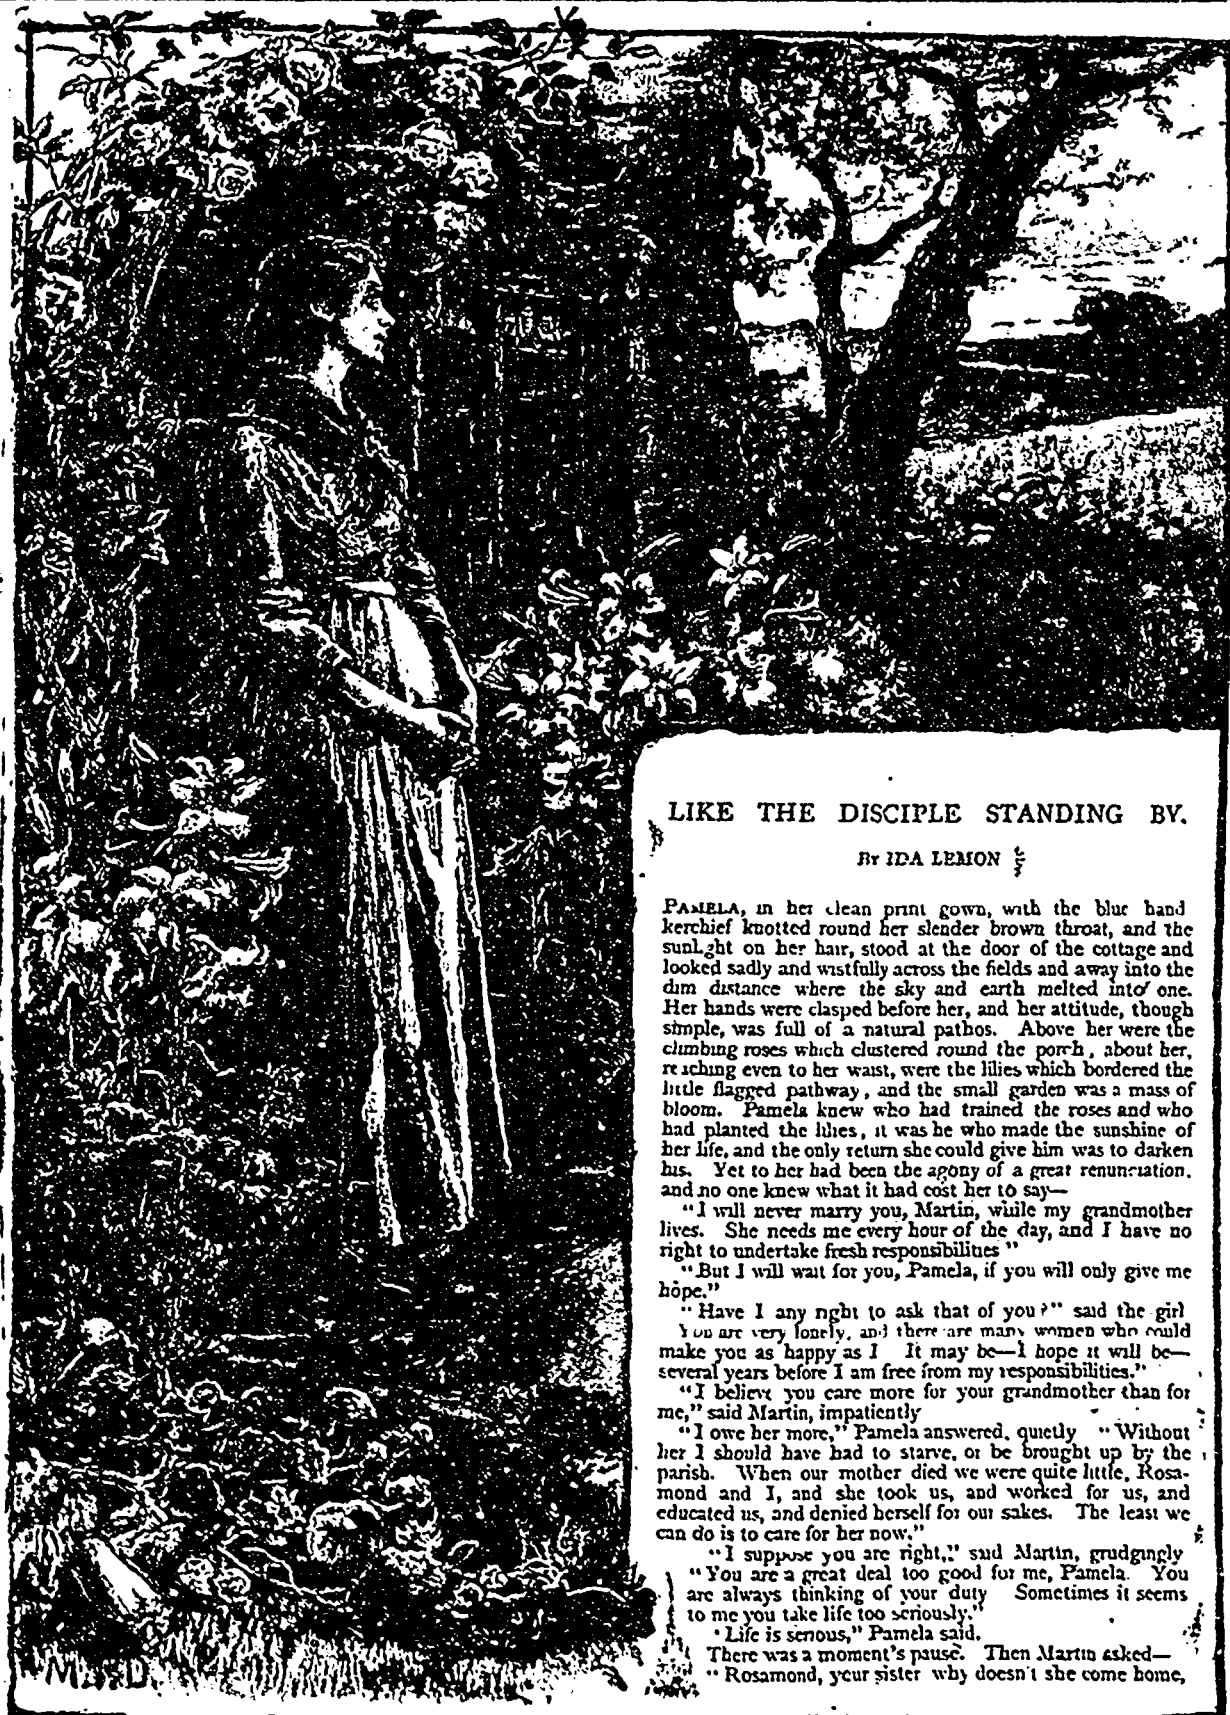 LIKE THE DISCIPLE STANDING BY.
BY IDA LEMON
PAMELA, in her clean print gown, with the blue hand
kerchief knotted round her slender brown throat, and the
sunlight on her hair, stood at the door of the cottage and
looked sadly and wistfully across the fields and away into the
dim distance where the sky and earth melted into one.
Her hands were clasped before her, and her attitude, though
simple, was full of a natural pathos. Above her were the
climbing roses which clustered round the porch, about her,
reaching even to her waist, were the lilies which bordered the
little flagged pathway, and the small garden was a mass of
bloom. Pamela knew who had trained the roses and who
had planted the lilies, it was he who made the sunshine of
her life, and the only return she could give him was to darken
his. Yet to her had been the agony of a great renunciation.
and no one knew what it had cost her to say—
"I will never marry you, Martin, while my grandmother
lives. She needs me every hour of the day, and I have no
right to undertake fresh responsibilities"
"But I will wait for you, Pamela, if you will only give me
hope."
"Have I any right to ask that of you?" said the girl
You are very lonely, and there are many women who could
make you as happy as I It may be—I hope it will be—
several years before I am free from my responsibilities."
"I believe you care more for your grandmother than for
me," said Martin, impatiently
"I owe her more," Pamela answered, quietly "Without
her I should have had to starve, or be brought up by the
parish. When our mother died we were quite little, Rosa-
mond and I, and she took us, and worked for us, and
educated us, and denied herself for our sakes. The least we
can do is to care for her now."
"I suppose you are right," said Martin, grudgingly
"You are a great deal too good for me, Pamela. You
are always thinking of your duty Sometimes it seems
to me you take life too seriously."
"Life is serious," Pamela said.
There was a moment's pause. Then Martin asked—
"Rosamond, your sister why doesn't she come home,